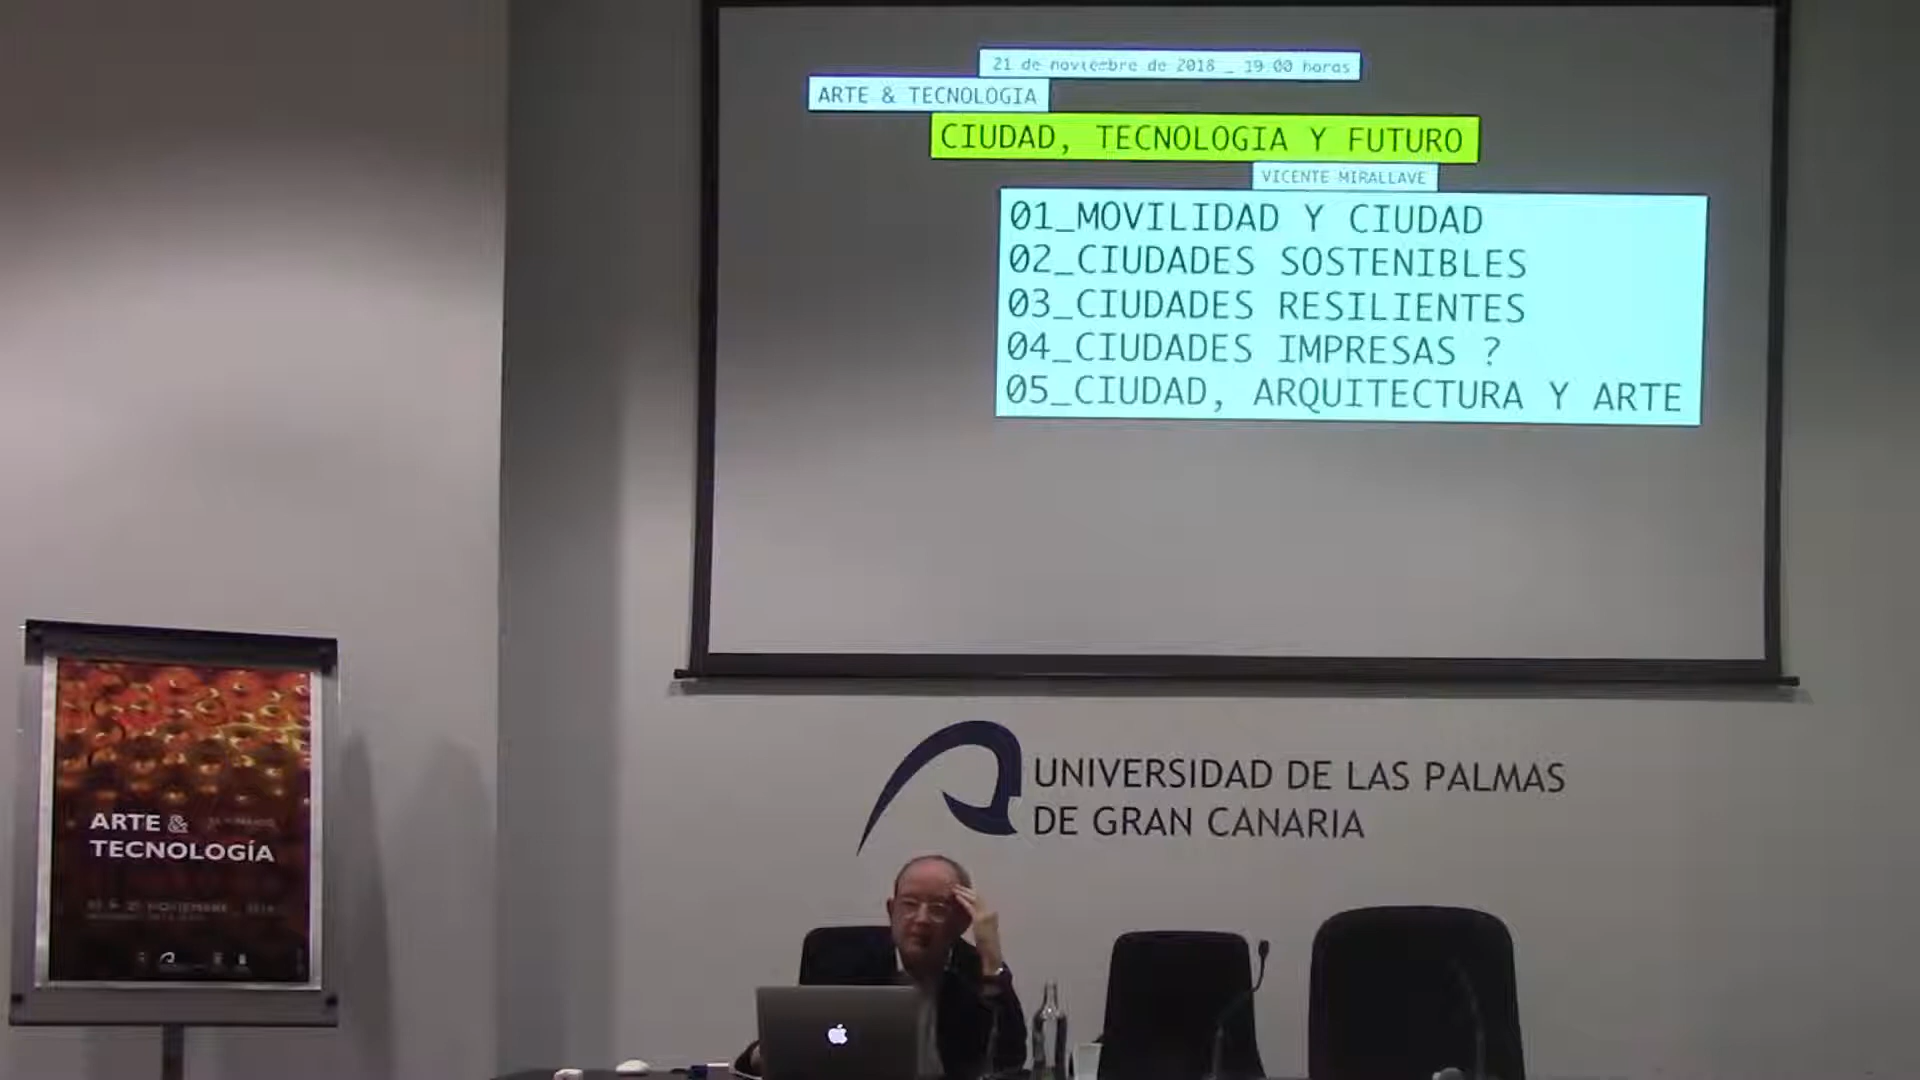 21 de noviembre de 2018 _ 19.00 horas
ARTE & TECNOLOGIA
CIUDAD, TECNOLOGIA Y FUTURO
VICENTE MIRALLAVE
01_MOVILIDAD Y CIUDAD
02_CIUDADES SOSTENIBLES
03_CIUDADES RESILIENTES
04_CIUDADES IMPRESAS ?
05_CIUDAD, ARQUITECTURA Y ARTE
UNIVERSIDAD DE LAS PALMAS
DE GRAN CANARIA
ARTE &
TECNOLOGÍA